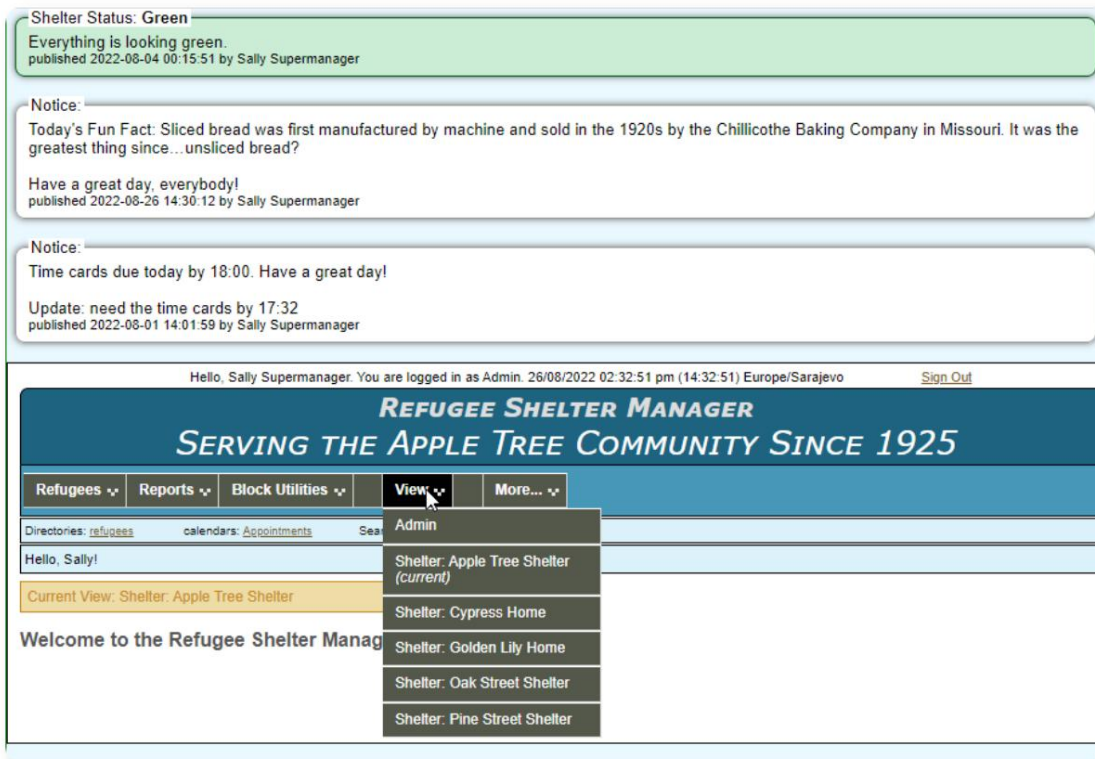 Shelter Status: Green
Everything is looking green.
published 2022-08-04 00:15:51 by Sally Supermanager
Notice:
Today's Fun Fact: Sliced bread was first manufactured by machine and sold in the 1920s by the Chillicothe Baking Company in Missouri. It was the
greatest thing since…unsliced bread?
Have a great day, everybody!
published 2022-08-26 14:30:12 by Sally Supermanager
Notice:
Time cards due today by 18:00. Have a great day!
Update: need the time cards by 17:32
published 2022-08-01 14:01:59 by Sally Supermanager
Hello, Sally Supermanager. You are logged in as Admin. 26/08/2022 02:32:51 pm (14:32:51) Europe/Sarajevo Sign Out
Refugee Shelter Manager
Serving the Apple Tree Community Since 1925
Refugees Reports Block Utilities View More...
Directories: refugees calendars: Appointments
Hello, Sally!
Current View: Shelter: Apple Tree Shelter
Welcome to the Refugee Shelter
Admin
Shelter: Apple Tree Shelter
(current)
Shelter: Cypress Home
Shelter: Golden Lily Home
Shelter: Oak Street Shelter
Shelter: Pine Street Shelter